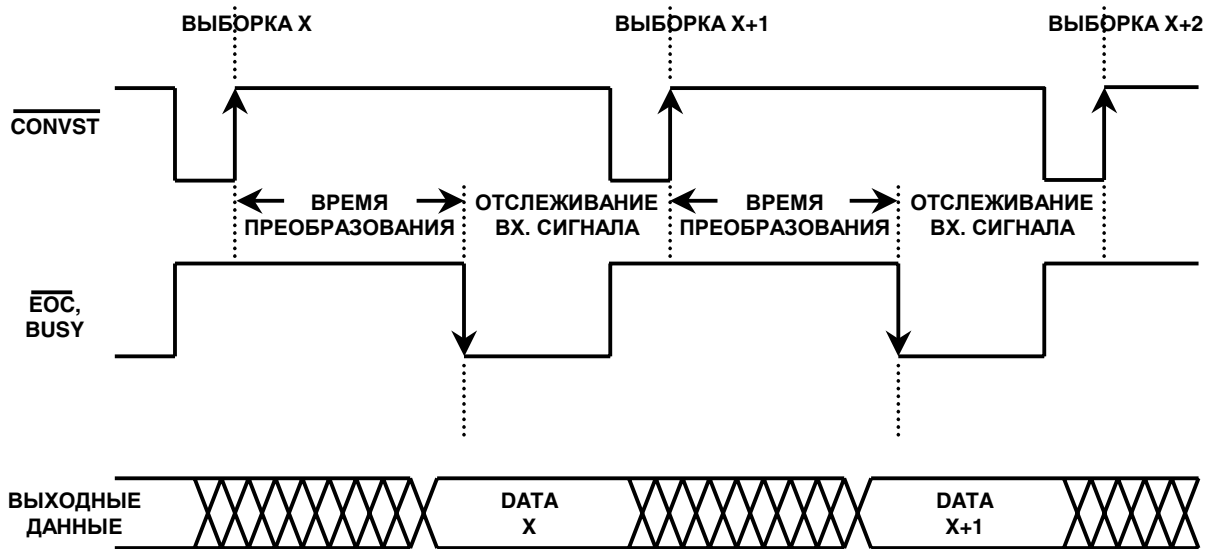 ВЫБОРКА X
ВЫБОРКА X+1
ВЫБОРКА X+2
CONVST
ВРЕМЯ
ПРЕОБРАЗОВАНИЯ
ОТСЛЕЖИВАНИЕ
ВХ. СИГНАЛА
ВРЕМЯ
ПРЕОБРАЗОВАНИЯ
ОТСЛЕЖИВАНИЕ
ВХ. СИГНАЛА
EOC,
BUSY
ВЫХОДНЫЕ
ДАННЫЕ
DATA
X
DATA
X+1